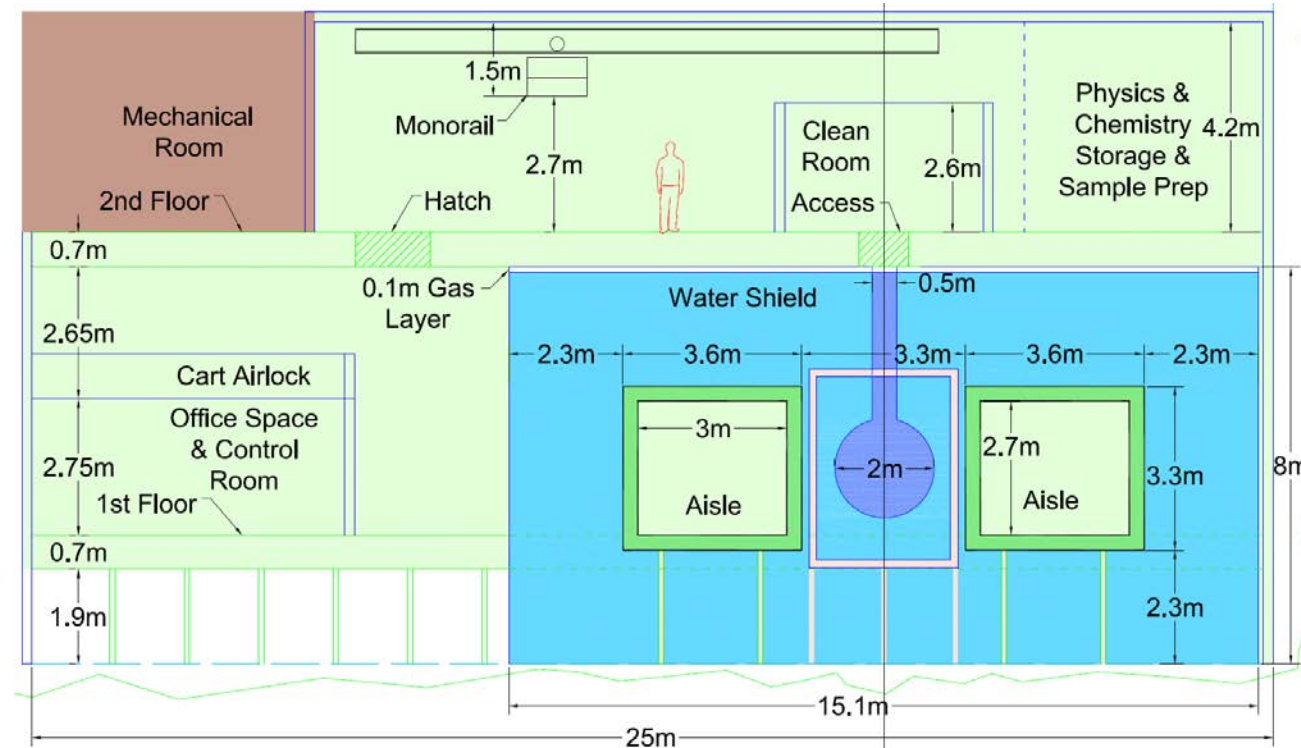 1.5m
Monorail
2.7m
Mechanical
Room
2nd Floor
Hatch
Clean
Room
Access
2.6m
Physics &
Chemistry
Storage &
Sample Prep
4.2m
0.7m
0.1m Gas
Layer
Water Shield
0.5m
2.65m
2.3m
3.6m
3.3m
3.6m
2.3m
Cart Airlock
Office Space
& Control
Room
2.75m
1st Floor
3m
Aisle
2m
2.7m
Aisle
3.3m
8m
0.7m
1.9m
2.3m
15.1m
25m